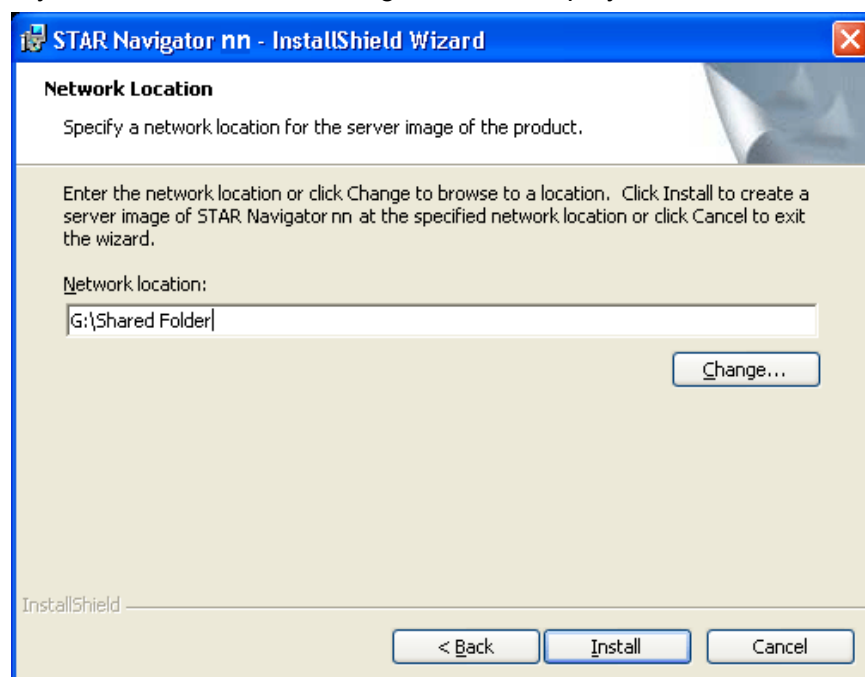 STAR Navigator nn - InstallShield Wizard
Network Location
Specify a network location for the server image of the product.
Enter the network location or click Change to browse to a location. Click Install to create a
server image of STAR Navigator nn at the specified network location or click Cancel to exit
the wizard.
Network location:
G:\Shared Folder
Change...
InstallShield
< Back Install Cancel